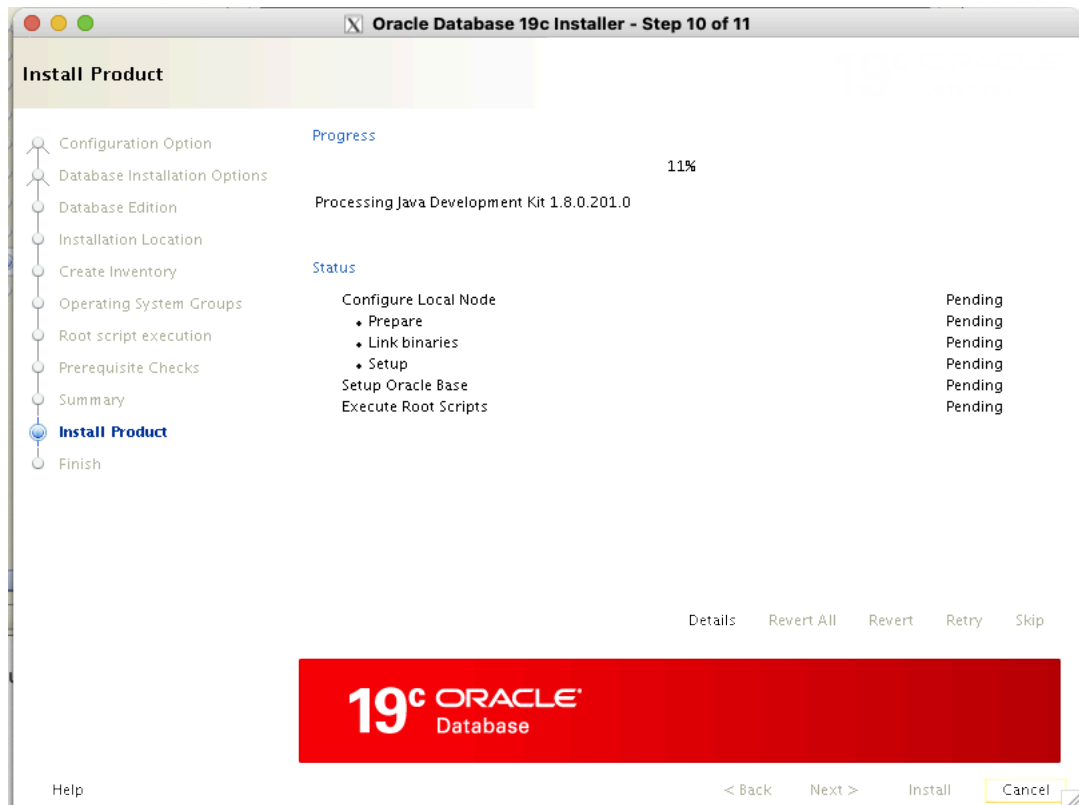 Oracle Database 19c Installer - Step 10 of 11
Install Product
Configuration Option
Database Installation Options
Database Edition
Installation Location
Create Inventory
Operating System Groups
Root script execution
Prerequisite Checks
Summary
Install Product
Finish
Progress
11%
Processing Java Development Kit 1.8.0.201.0
Status
Configure Local Node Pending
• Prepare Pending
• Link binaries Pending
• Setup Pending
Setup Oracle Base Pending
Execute Root Scripts Pending
Details Revert All Revert Retry Skip
19c ORACLE
Database
Help < Back Next > Install Cancel